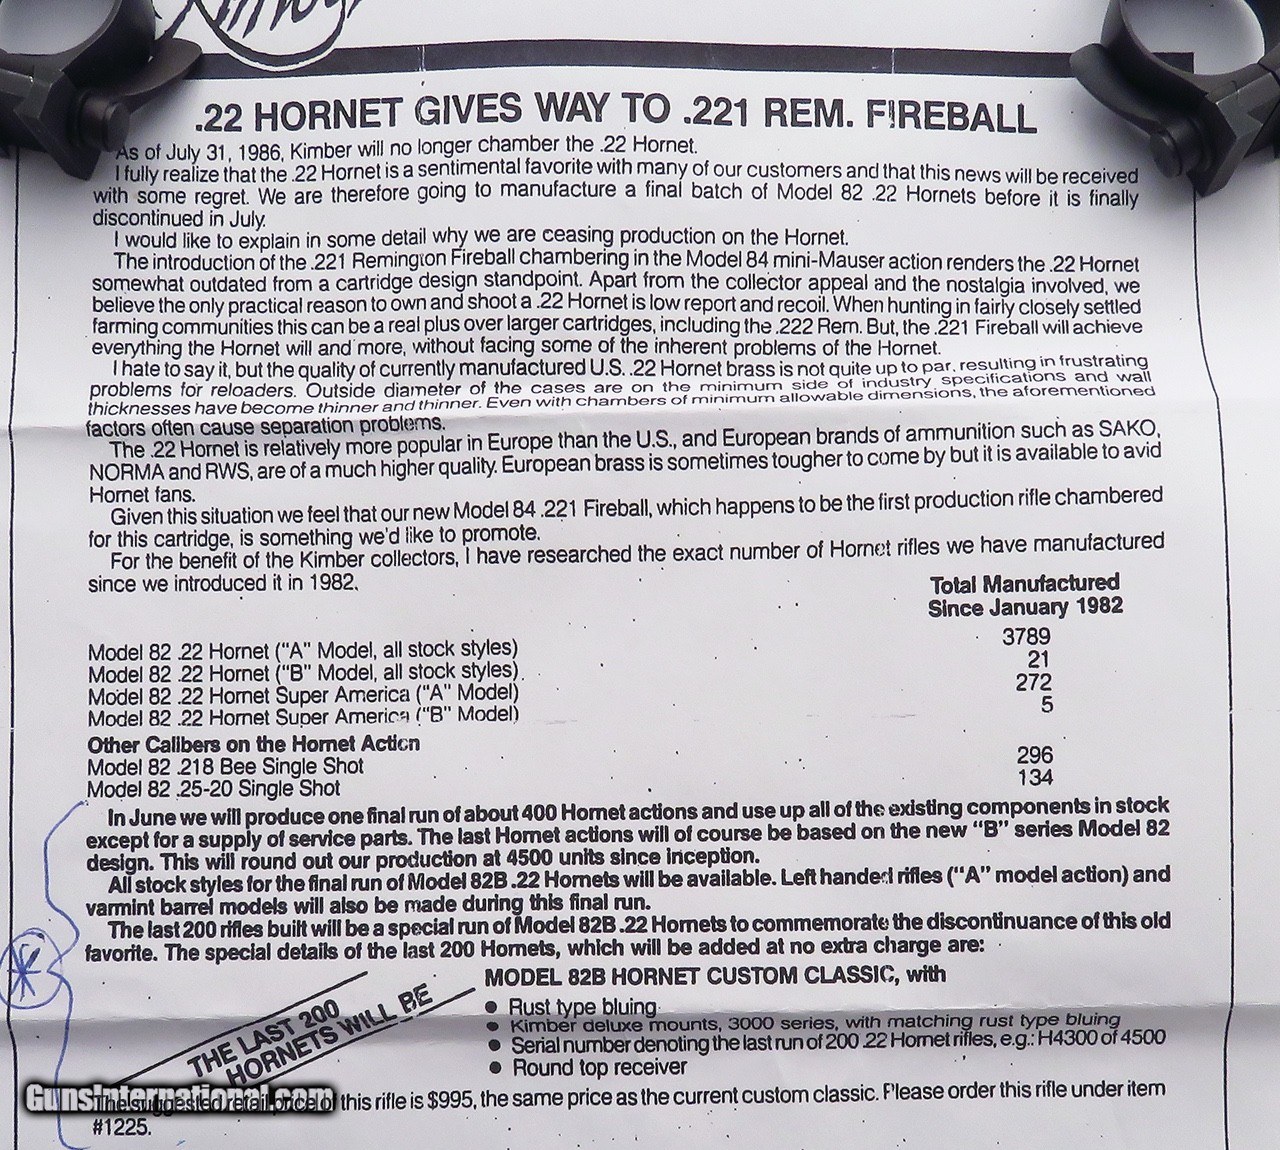 Kimber
.22 HORNET GIVES WAY TO .221 REM. FIREBALL
As of July 31, 1986, Kimber will no longer chamber the .22 Hornet.
I fully realize that the .22 Hornet is a sentimental favorite with many of our customers and that this news will be received
with some regret. We are therefore going to manufacture a final batch of Model 82 .22 Hornets before it is finally
discontinued in July.
I would like to explain in some detail why we are ceasing production on the Hornet.
The introduction of the .221 Remington Fireball chambering in the Model 84 mini-Mauser action renders the .22 Hornet
somewhat outdated from a cartridge design standpoint. Apart from the collector appeal and the nostalgia involved, we
believe the only practical reason to own and shoot a .22 Hornet is low report and recoil. When hunting in fairly closely settled
farming communities this can be a real plus over larger cartridges, including the .222 Rem. But, the .221 Fireball will achieve
everything the Hornet will and more, without facing some of the inherent problems of the Hornet.
I hate to say it, but the quality of currently manufactured U.S. .22 Hornet brass is not quite up to par, resulting in frustrating
problems for reloaders. Outside diameter of the cases are on the minimum side of industry specifications and wall
thicknesses have become thinner and thinner. Even with chambers of minimum allowable dimensions, the aforementioned
factors often cause separation problems.
The .22 Hornet is relatively more popular in Europe than the U.S., and European brands of ammunition such as SAKO,
NORMA and RWS, are of a much higher quality. European brass is sometimes tougher to come by but it is available to avid
Hornet fans.
Given this situation we feel that our new Model 84 .221 Fireball, which happens to be the first production rifle chambered
for this cartridge, is something we'd like to promote.
For the benefit of the Kimber collectors, I have researched the exact number of Hornet rifles we have manufactured
since we introduced it in 1982.
Total Manufactured
Since January 1982
Model 82 .22 Hornet ("A" Model, all stock styles) 3789
Model 82 .22 Hornet ("B" Model, all stock styles) 21
Model 82 .22 Hornet Super America ("A" Model) 272
Model 82 .22 Hornet Super America ("B" Model) 5
Other Calibers on the Hornet Action
Model 82 .218 Bee Single Shot 296
Model 82 .25-20 Single Shot 134
In June we will produce one final run of about 400 Hornet actions and use up all of the existing components in stock
except for a supply of service parts. The last Hornet actions will of course be based on the new "B" series Model 82
design. This will round out our production at 4500 units since inception.
All stock styles for the final run of Model 82B .22 Hornets will be available. Left handed rifles ("A" model action) and
varmint barrel models will also be made during this final run.
The last 200 rifles built will be a special run of Model 82B .22 Hornets to commemorate the discontinuance of this old
favorite. The special details of the last 200 Hornets, which will be added at no extra charge are:
THE LAST 200
HORNETS WILL BE
MODEL 82B HORNET CUSTOM CLASSIC, with
● Rust type bluing
● Kimber deluxe mounts, 3000 series, with matching rust type bluing
● Serial number denoting the last run of 200 .22 Hornet rifles, e.g.: H4300 of 4500
● Round top receiver
GunsInternational.com
The suggested retail price of this rifle is $995, the same price as the current custom classic. Please order this rifle under item
#1225.